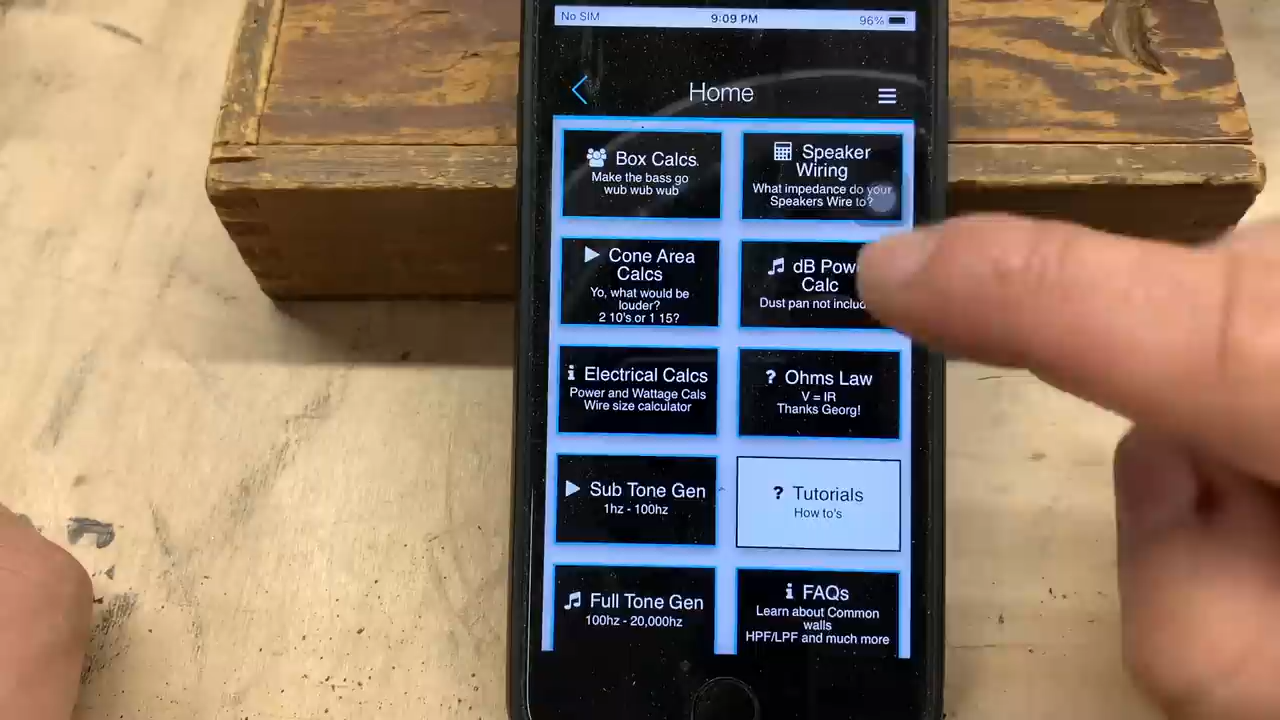 No SIM 9:09 PM 96%
Home
Box Calcs
Make the bass go
wub wub wub
Speaker
Wiring
What impedance do your
Speakers Wire to?
Cone Area
Calcs
Yo, what would be
louder?
2 10's or 1 15?
dB
Calc
Dust pan not
Electrical Calcs
Power and Wattage Cals
Wire size calculator
? Ohms Law
V = IR
Thanks Georg!
Sub Tone Gen
1hz - 100hz
? Tutorials
How to's
Full Tone Gen
100hz - 20,000hz
FAQs
Learn about Common
walls
HPF/LPF and much more